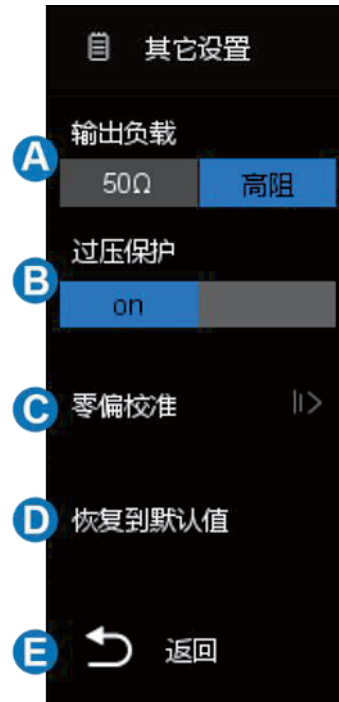 其它设置
输出负载
A
50Ω 高阻
过压保护
B
on
C 零偏校准
D 恢复到默认值
E 返回